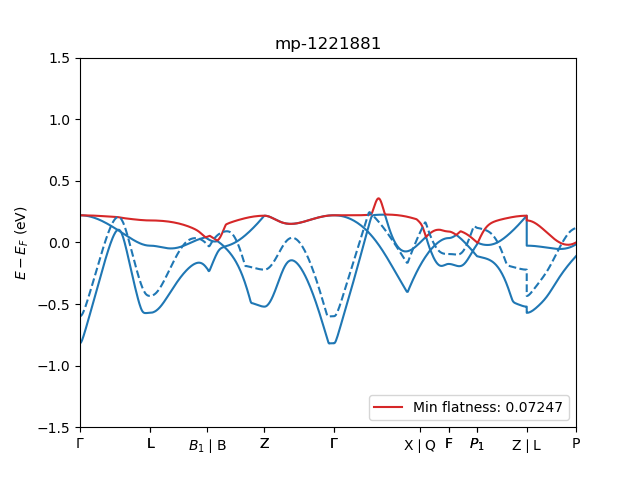 mp-1221881
E − E_F (eV)
1.5
1.0
0.5
0.0
−0.5
−1.0
−1.5
Min flatness: 0.07247
Γ L B₁ | B Z Γ X | Q F P₁ Z | L P